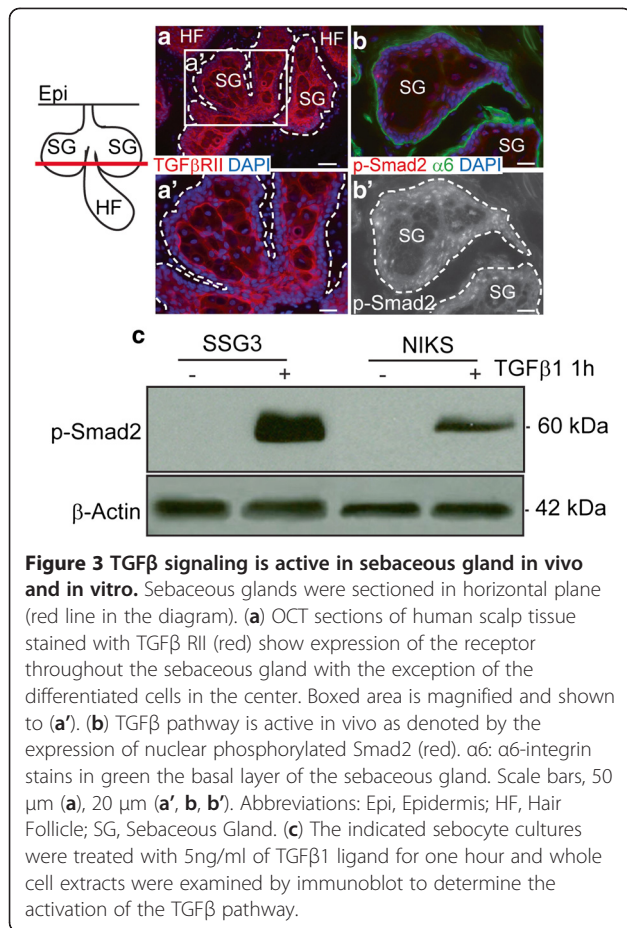 Epi
SG SG
HF
a HF HF
a'
SG
SG
TGFβRII DAPI
b
SG
SG
p-Smad2 α6 DAPI
a'
b'
SG
SG
p-Smad2
c
SSG3 NIKS
- + - + TGFβ1 1h
p-Smad2 - 60 kDa
β-Actin - 42 kDa
Figure 3 TGFβ signaling is active in sebaceous gland in vivo
and in vitro. Sebaceous glands were sectioned in horizontal plane
(red line in the diagram). (a) OCT sections of human scalp tissue
stained with TGFβ RII (red) show expression of the receptor
throughout the sebaceous gland with the exception of the
differentiated cells in the center. Boxed area is magnified and shown
to (a'). (b) TGFβ pathway is active in vivo as denoted by the
expression of nuclear phosphorylated Smad2 (red). α6: α6-integrin
stains in green the basal layer of the sebaceous gland. Scale bars, 50
μm (a), 20 μm (a', b, b'). Abbreviations: Epi, Epidermis; HF, Hair
Follicle; SG, Sebaceous Gland. (c) The indicated sebocyte cultures
were treated with 5ng/ml of TGFβ1 ligand for one hour and whole
cell extracts were examined by immunoblot to determine the
activation of the TGFβ pathway.